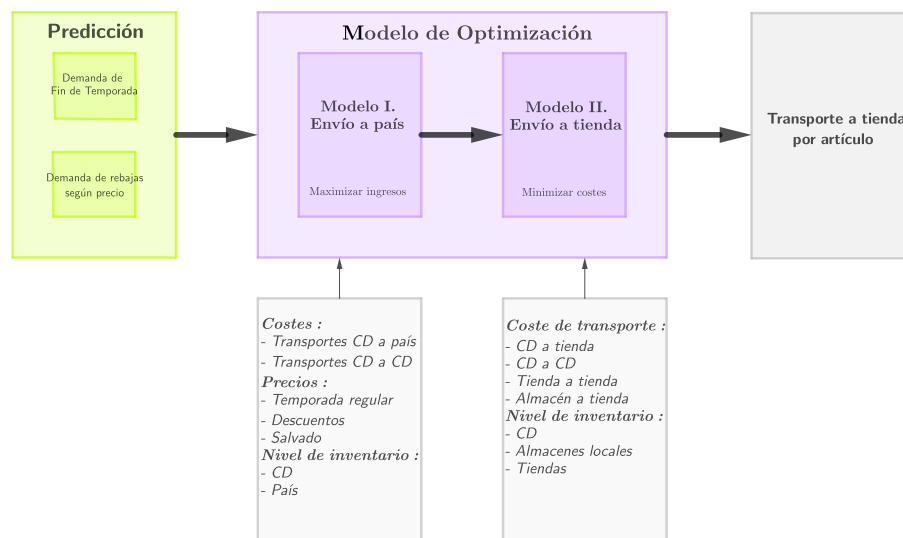 Predicción
Demanda de
Fin de Temporada
Demanda de rebajas
según precio
Modelo de Optimización
Modelo I.
Envío a país
Maximizar ingresos
Modelo II.
Envío a tienda
Minimizar costes
Transporte a tienda
por artículo
Costes :
- Transportes CD a país
- Transportes CD a CD
Precios :
- Temporada regular
- Descuentos
- Salvado
Nivel de inventario :
- CD
- País
Coste de transporte :
- CD a tienda
- CD a CD
- Tienda a tienda
- Almacén a tienda
Nivel de inventario :
- CD
- Almacenes locales
- Tiendas